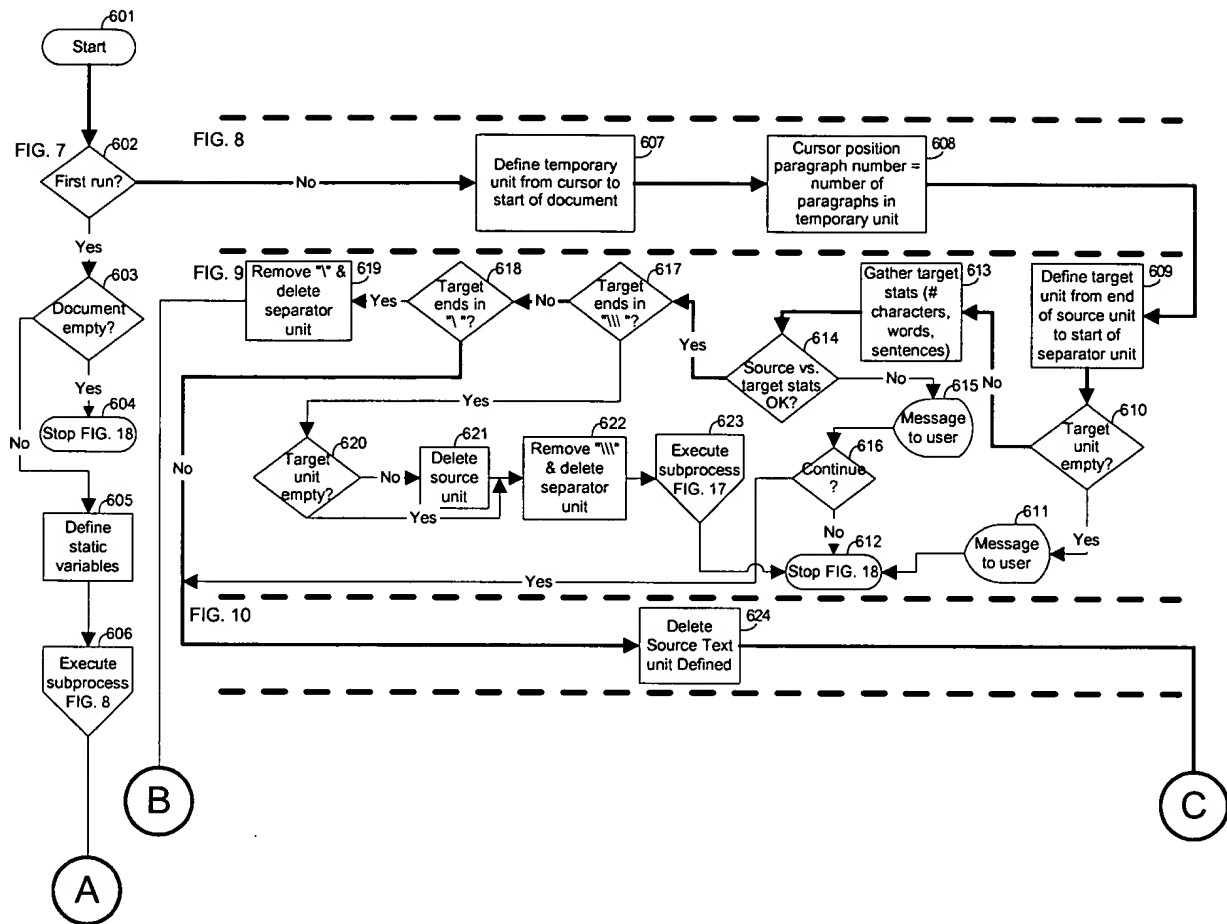 601
Start
FIG. 7
602
First run?
No
Yes
603
Document
empty?
Yes
No
604
Stop FIG. 18
605
Define
static
variables
606
Execute
subprocess
FIG. 8
A
FIG. 8
607
Define temporary
unit from cursor to
start of document
608
Cursor position
paragraph number =
number of
paragraphs in
temporary unit
FIG. 9
619
Remove "\" &
delete
separator
unit
Yes
618
Target
ends in
"\ "?
No
617
Target
ends in
"\\\ "?
Yes
Gather target
613
stats (#
characters,
words,
sentences)
614
Source vs.
target stats
OK?
No
615
Message
to user
616
Continue
?
No
Yes
609
Define target
unit from end
of source unit
to start of
separator unit
610
Target
unit
empty?
No
Yes
611
Message
to user
612
Stop FIG. 18
Yes
620
Target
unit
empty?
No
Yes
621
Delete
source
unit
622
Remove "\\\"
& delete
separator
unit
623
Execute
subprocess
FIG. 17
No
FIG. 10
624
Delete
Source Text
unit Defined
B
C